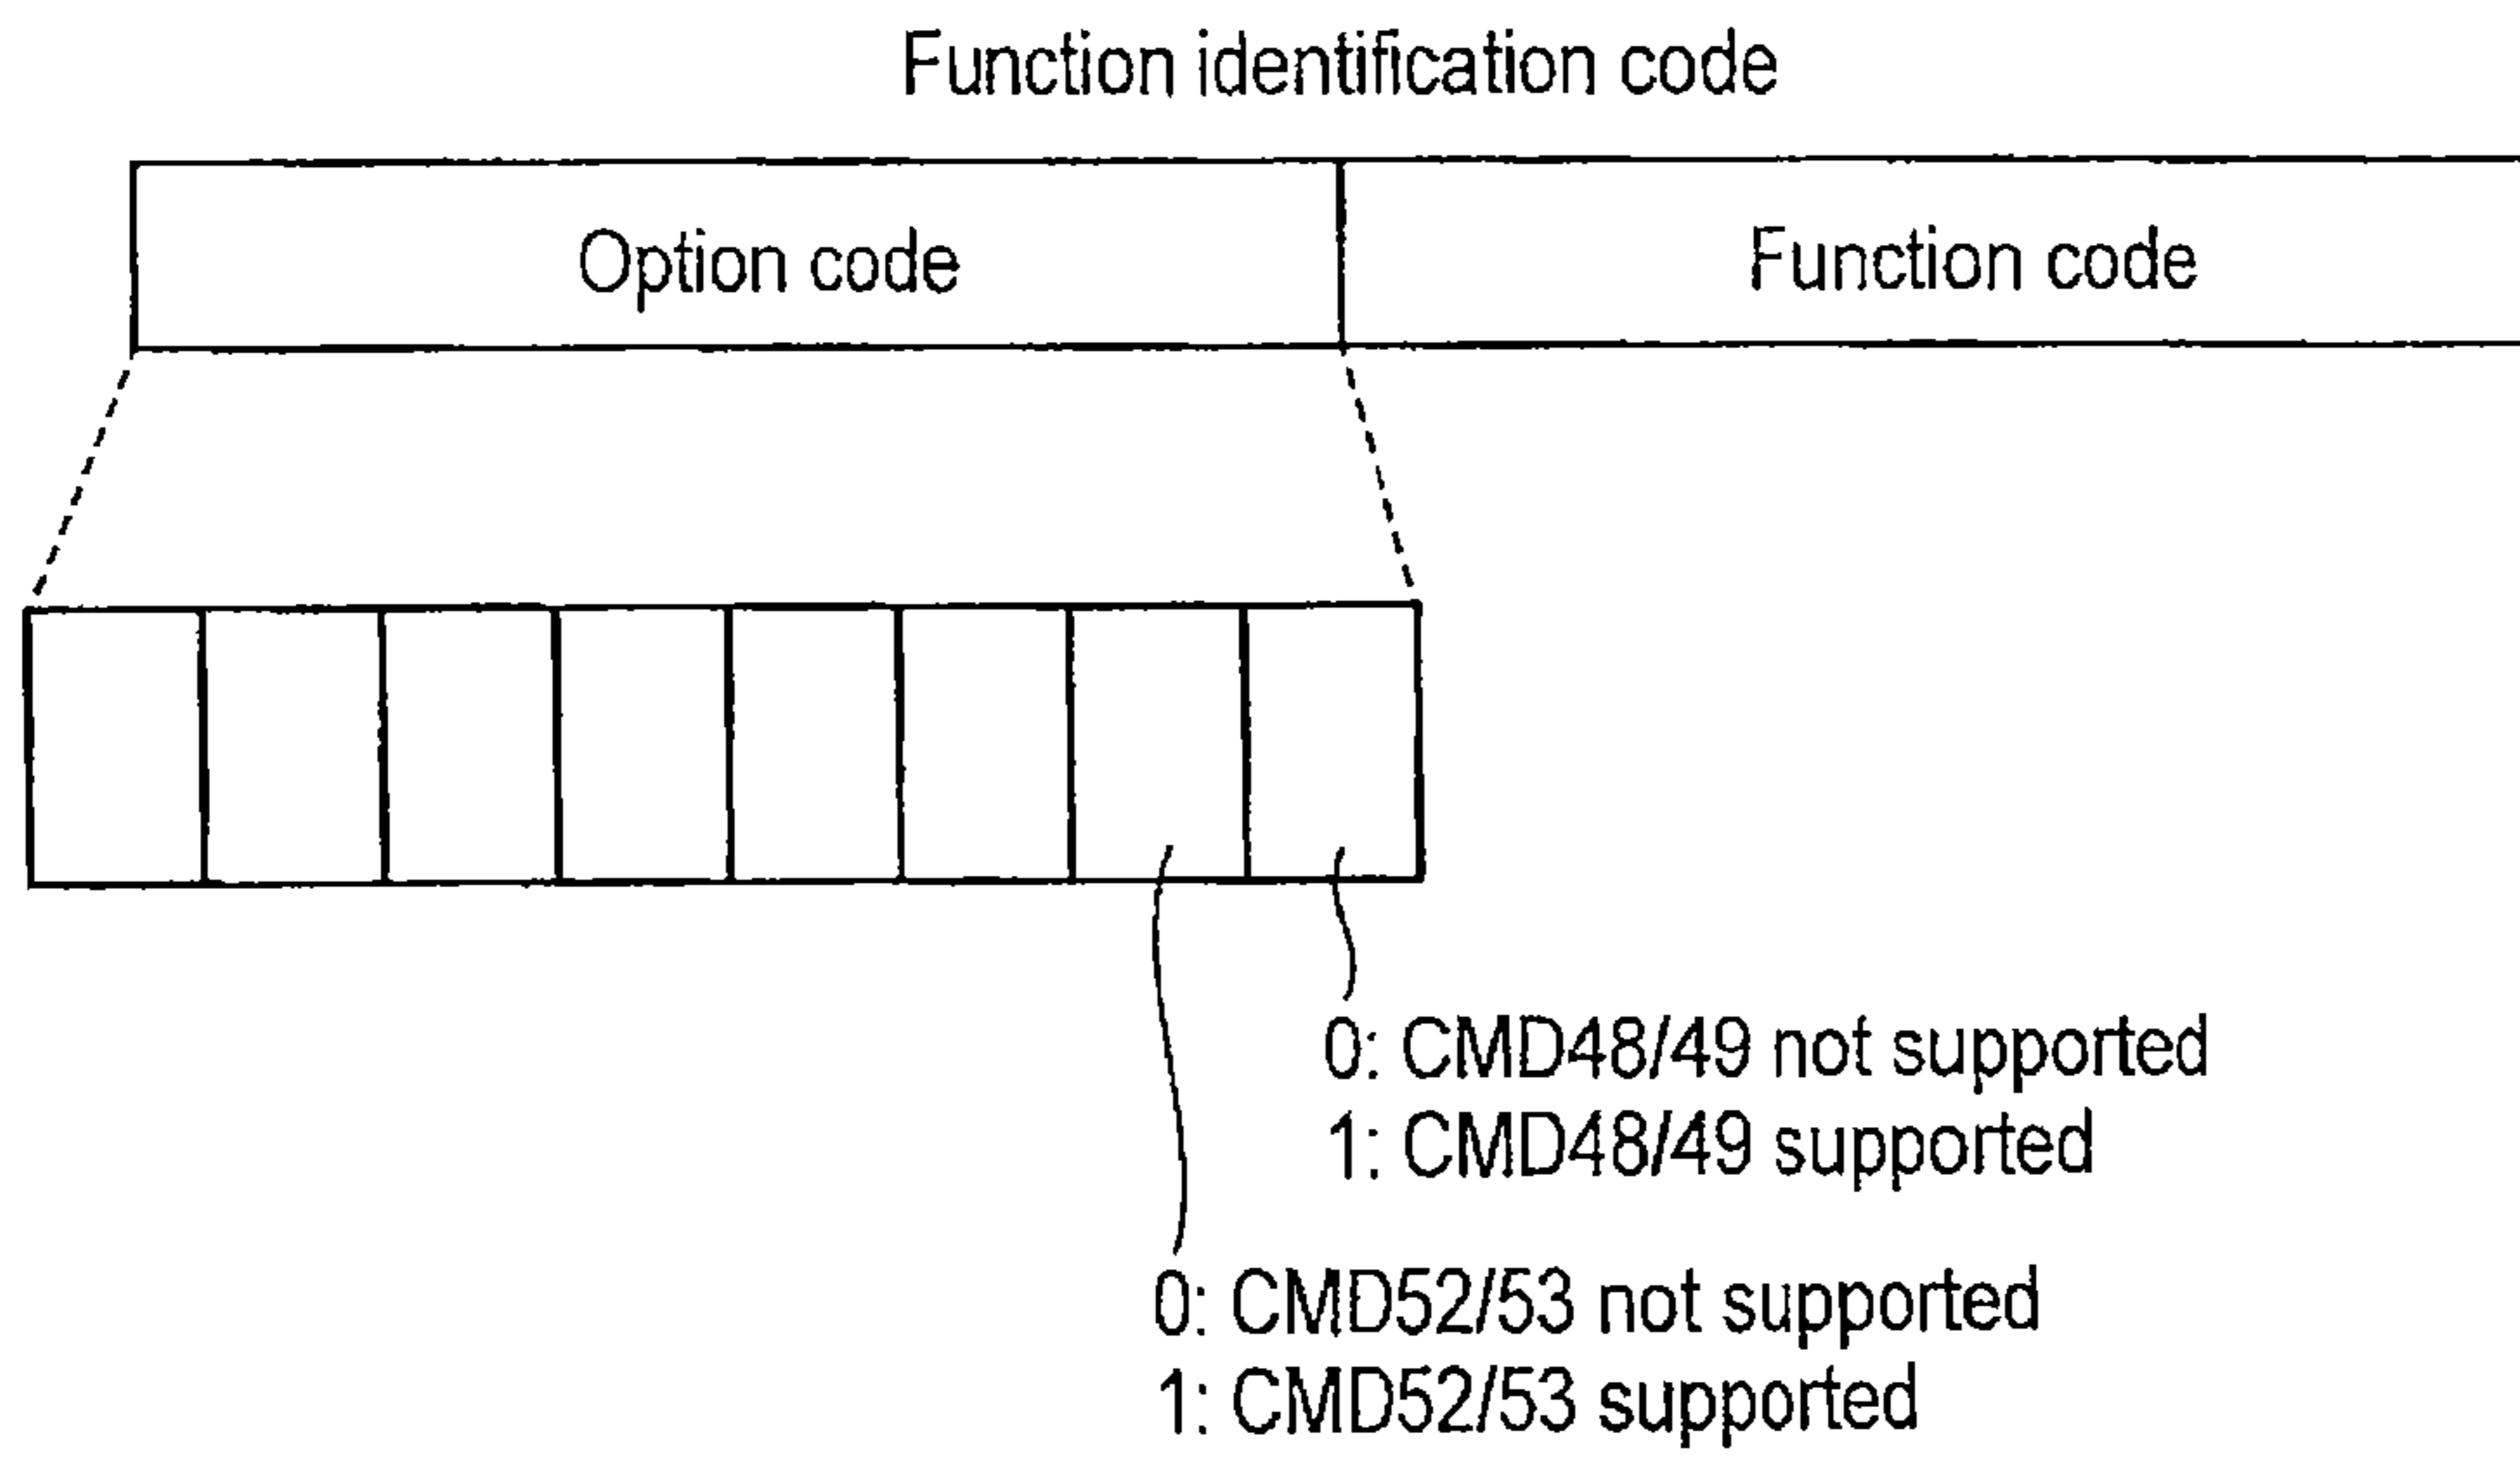 Function identification code
Option code
Function code
0: CMD48/49 not supported
1: CMD48/49 supported
0: CMD52/53 not supported
1: CMD52/53 supported